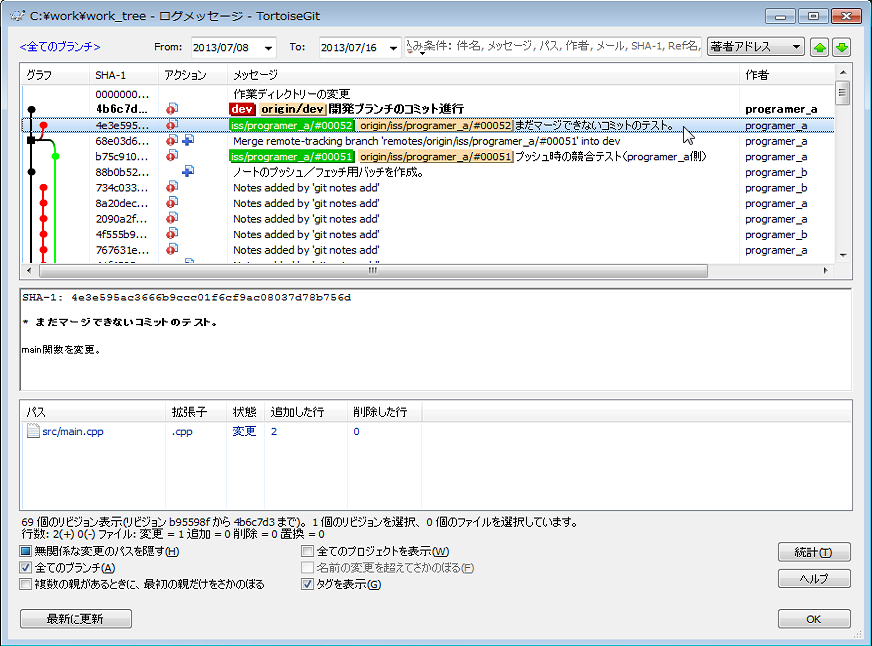 C:¥work¥work_tree - ログメッセージ - TortoiseGit
<全てのブランチ> From: 2013/07/08 To: 2013/07/16 込み条件: 件名, メッセージ, パス, 作者, メール, SHA-1, Ref名, 著者アドレス
グラフ SHA-1 アクション メッセージ 作者
0000000... 作業ディレクトリーの変更
4b6c7d... dev origin/dev 開発ブランチのコミット進行 programer_a
4e3e595... iss/programer_a/#00052 origin/iss/programer_a/#00052 まだマージできないコミットのテスト。 programer_a
68e03d6... Merge remote-tracking branch 'remotes/origin/iss/programer_a/#00051' into dev programer_a
b75c910... iss/programer_a/#00051 origin/iss/programer_a/#00051 プッシュ時の競合テスト(programer_a側) programer_a
88b0b52... ノートのプッシュ／フェッチ用バッチを作成。 programer_b
734c033... Notes added by 'git notes add' programer_b
8a20dec... Notes added by 'git notes add' programer_a
2090a2f... Notes added by 'git notes add' programer_a
4f555b9... Notes added by 'git notes add' programer_b
767631e... Notes added by 'git notes add' programer_a
SHA-1: 4e3e595ac3666b9ccc01f6cf9ac08037d78b756d
* まだマージできないコミットのテスト。
main関数を変更。
パス 拡張子 状態 追加した行 削除した行
src/main.cpp .cpp 変更 2 0
69 個のリビジョン表示(リビジョン b95598f から 4b6c7d3 まで)。1 個のリビジョンを選択、0 個のファイルを選択しています。
行数: 2(+) 0(-) ファイル: 変更 = 1 追加 = 0 削除 = 0 置換 = 0
無関係な変更のパスを隠す(H) 全てのプロジェクトを表示(W) 統計(T)
全てのブランチ(A) 名前の変更を超えてさかのぼる(F) ヘルプ
複数の親があるときに、最初の親だけをさかのぼる タグを表示(G)
最新に更新 OK